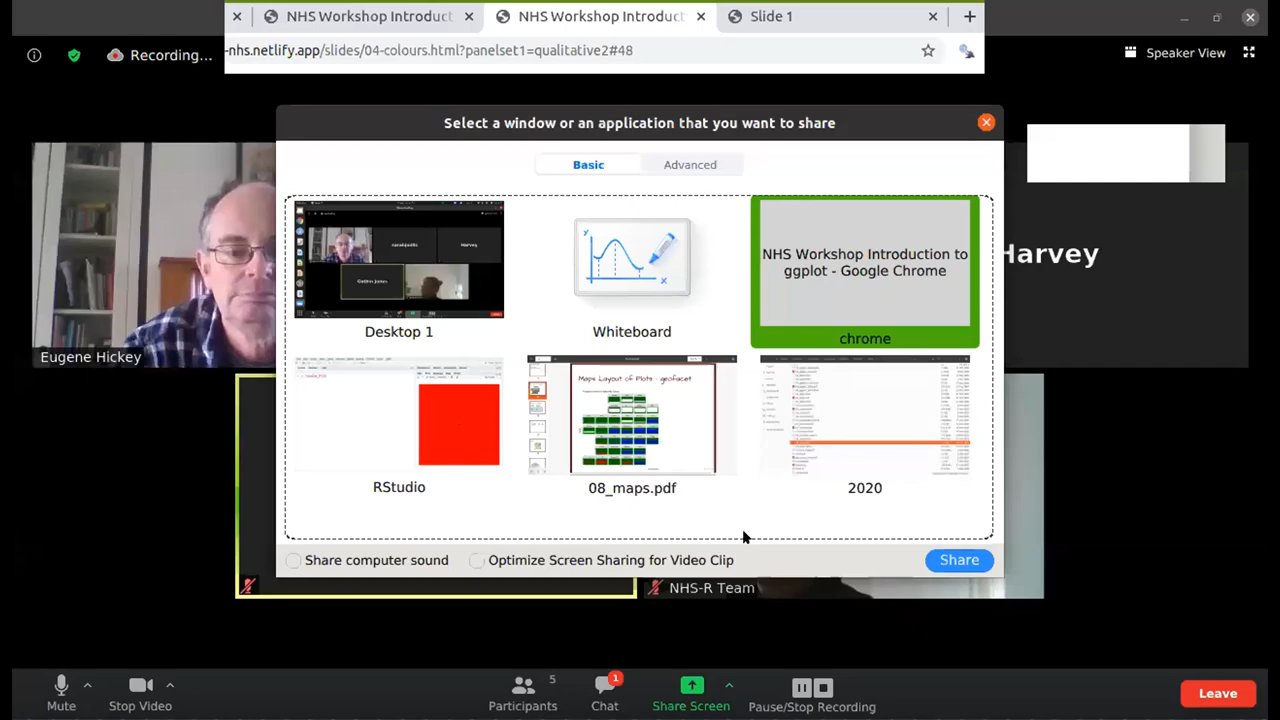 NHS Workshop Introduct
NHS Workshop Introduc
Slide 1
-nhs.netlify.app/slides/04-colours.html?panelset1=qualitative2#48
Recording...
Speaker View
Select a window or an application that you want to share
Basic
Advanced
NHS Workshop Introduction to
ggplot - Google Chrome
Desktop 1
Whiteboard
chrome
Maps Layout of Plots - geofacet
RStudio
08_maps.pdf
2020
Share computer sound
Optimize Screen Sharing for Video Clip
Share
Eugene Hickey
Harvey
NHS-R Team
Mute
Stop Video
Participants
5
Chat
1
Share Screen
Pause/Stop Recording
Leave